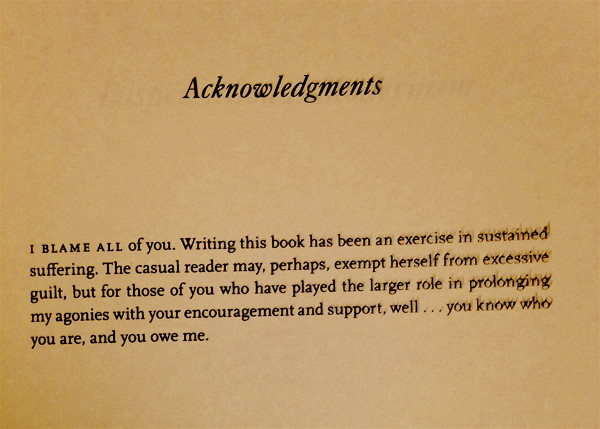 Acknowledgments
I BLAME ALL of you. Writing this book has been an exercise in sustained
suffering. The casual reader may, perhaps, exempt herself from excessive
guilt, but for those of you who have played the larger role in prolonging
my agonies with your encouragement and support, well . . . you know who
you are, and you owe me.